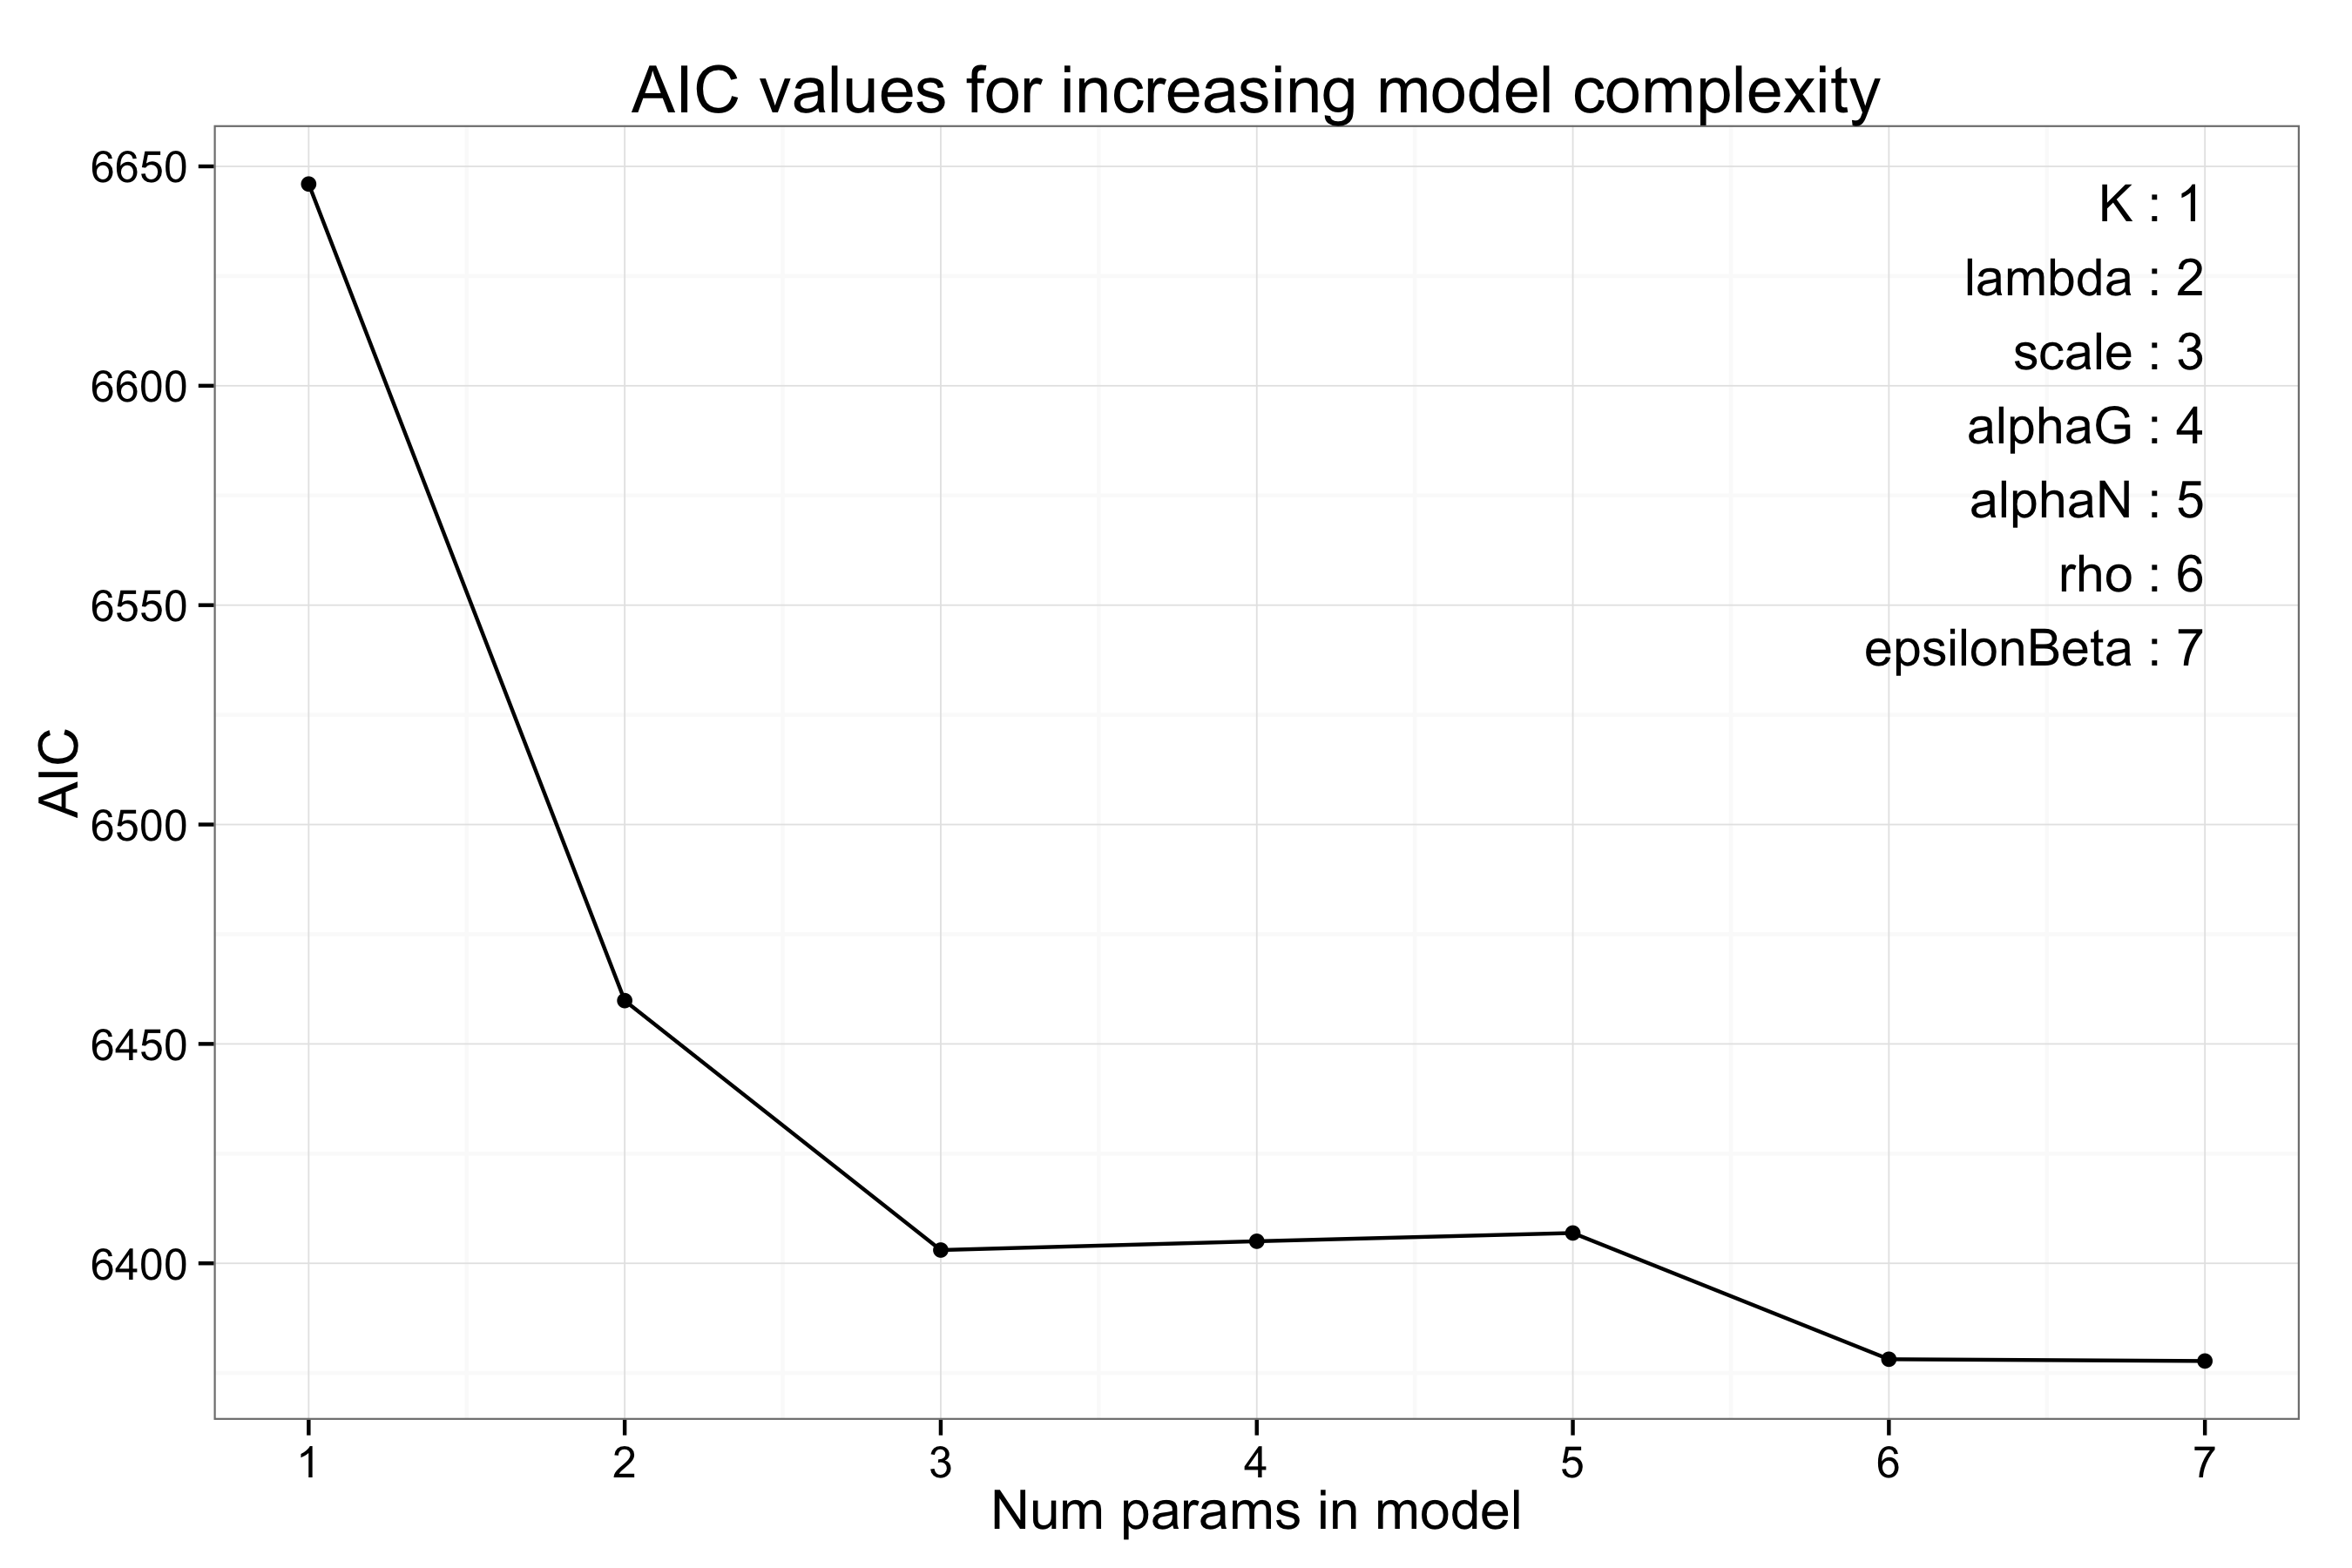 AIC values for increasing model complexity
6650
6600
6550
6500
6450
6400
AIC
K : 1
lambda : 2
scale : 3
alphaG : 4
alphaN : 5
rho : 6
epsilonBeta : 7
1 2 3 4 5 6 7
Num params in model